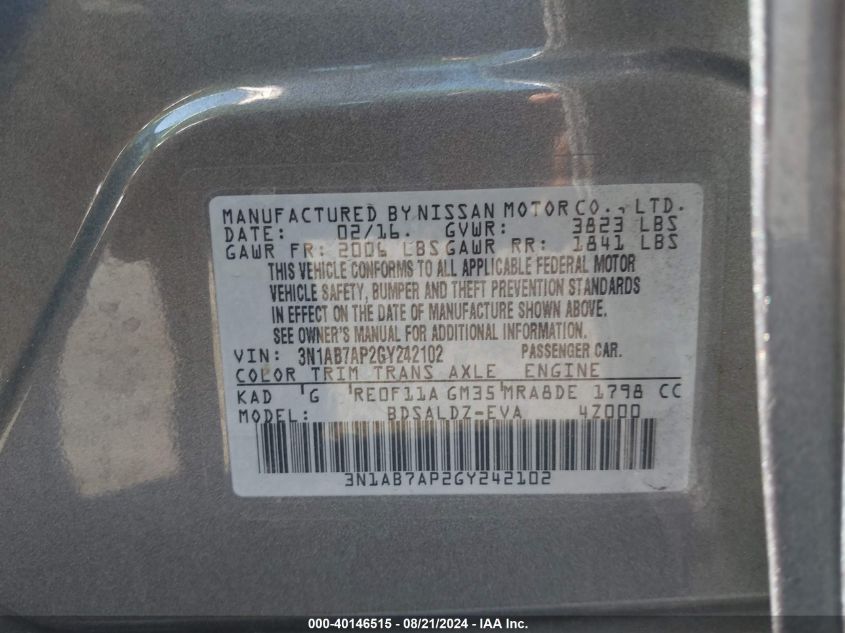 MANUFACTURED BY NISSAN MOTOR CO., LTD.
DATE: 02/16. GVWR: 3823 LBS
GAWR FR: 2006 LBS GAWR RR: 1841 LBS
THIS VEHICLE CONFORMS TO ALL APPLICABLE FEDERAL MOTOR
VEHICLE SAFETY, BUMPER AND THEFT PREVENTION STANDARDS
IN EFFECT ON THE DATE OF MANUFACTURE SHOWN ABOVE.
SEE OWNER'S MANUAL FOR ADDITIONAL INFORMATION.
VIN: 3N1AB7AP2GY242102 PASSENGER CAR.
COLOR TRIM TRANS AXLE ENGINE
KAD G RE0F11A GM35 MRA8DE 1798 CC
MODEL: BDSALDZ-EVA 4Z000
3N1AB7AP2GY242102
000-40146515 - 08/21/2024 - IAA Inc.